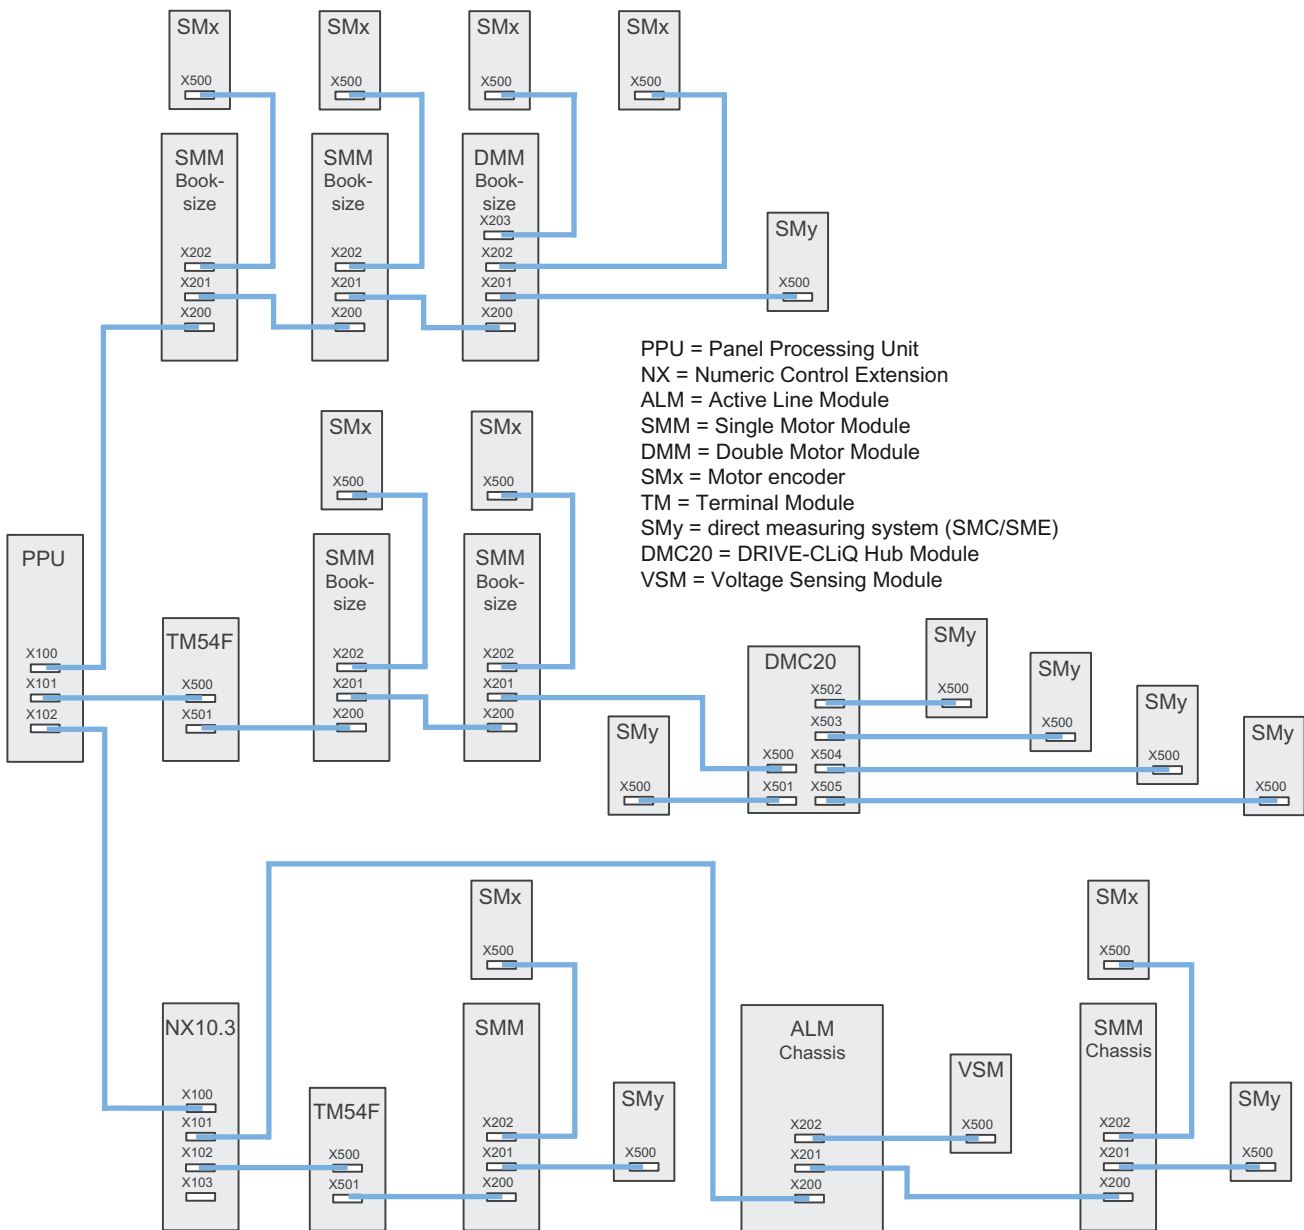 SMx
SMx
SMx
SMx
X500
X500
X500
X500
SMM
Book-
size
SMM
Book-
size
DMM
Book-
size
X203
X202
X202
X202
X201
X201
X201
X200
X200
X200
SMy
X500
PPU = Panel Processing Unit
NX = Numeric Control Extension
ALM = Active Line Module
SMM = Single Motor Module
DMM = Double Motor Module
SMx = Motor encoder
TM = Terminal Module
SMy = direct measuring system (SMC/SME)
DMC20 = DRIVE-CLiQ Hub Module
VSM = Voltage Sensing Module
SMx
SMx
X500
X500
PPU
X100
X101
X102
TM54F
X500
X501
SMM
Book-
size
X202
X201
X200
SMM
Book-
size
X202
X201
X200
SMy
X500
DMC20
X502
X503
X500
X504
X501
X505
SMy
X500
SMy
X500
SMy
X500
SMy
X500
SMx
X500
SMx
X500
NX10.3
X100
X101
X102
X103
TM54F
X500
X501
SMM
X202
X201
X200
SMy
X500
ALM
Chassis
X202
X201
X200
VSM
X500
SMM
Chassis
X202
X201
X200
SMy
X500